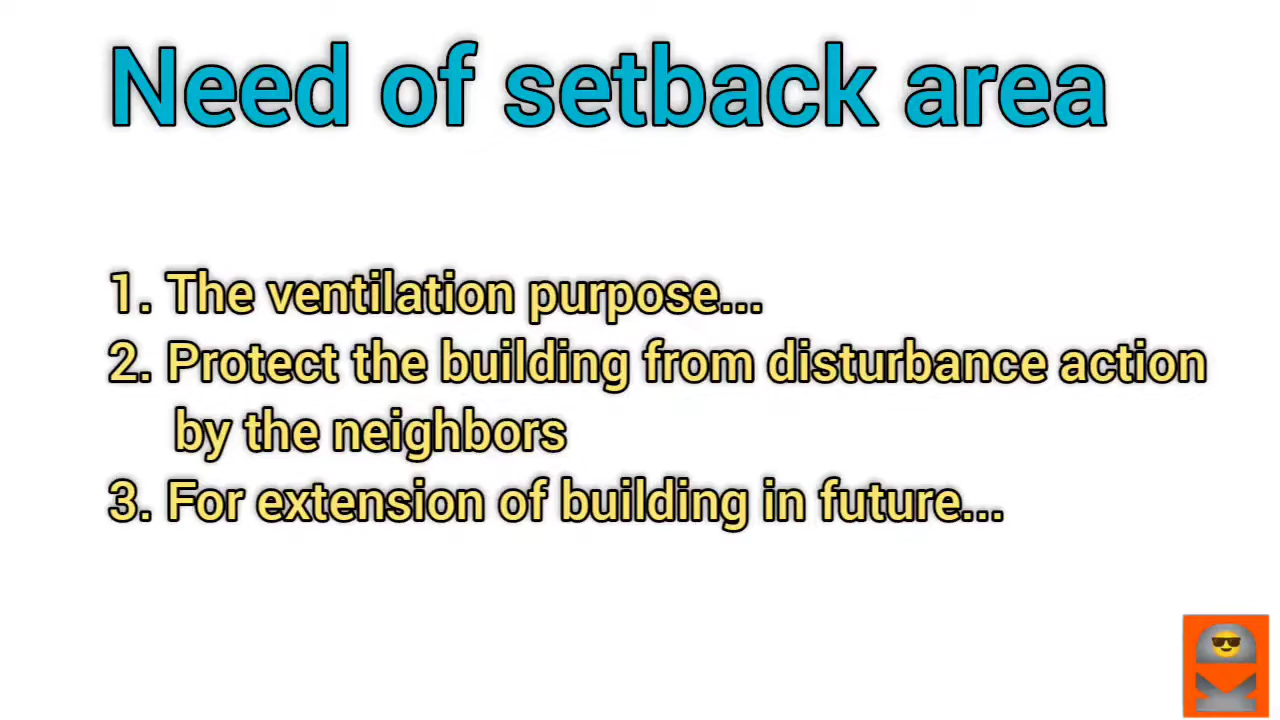 Need of setback area
1. The ventilation purpose...
2. Protect the building from disturbance action
by the neighbors
3. For extension of building in future...